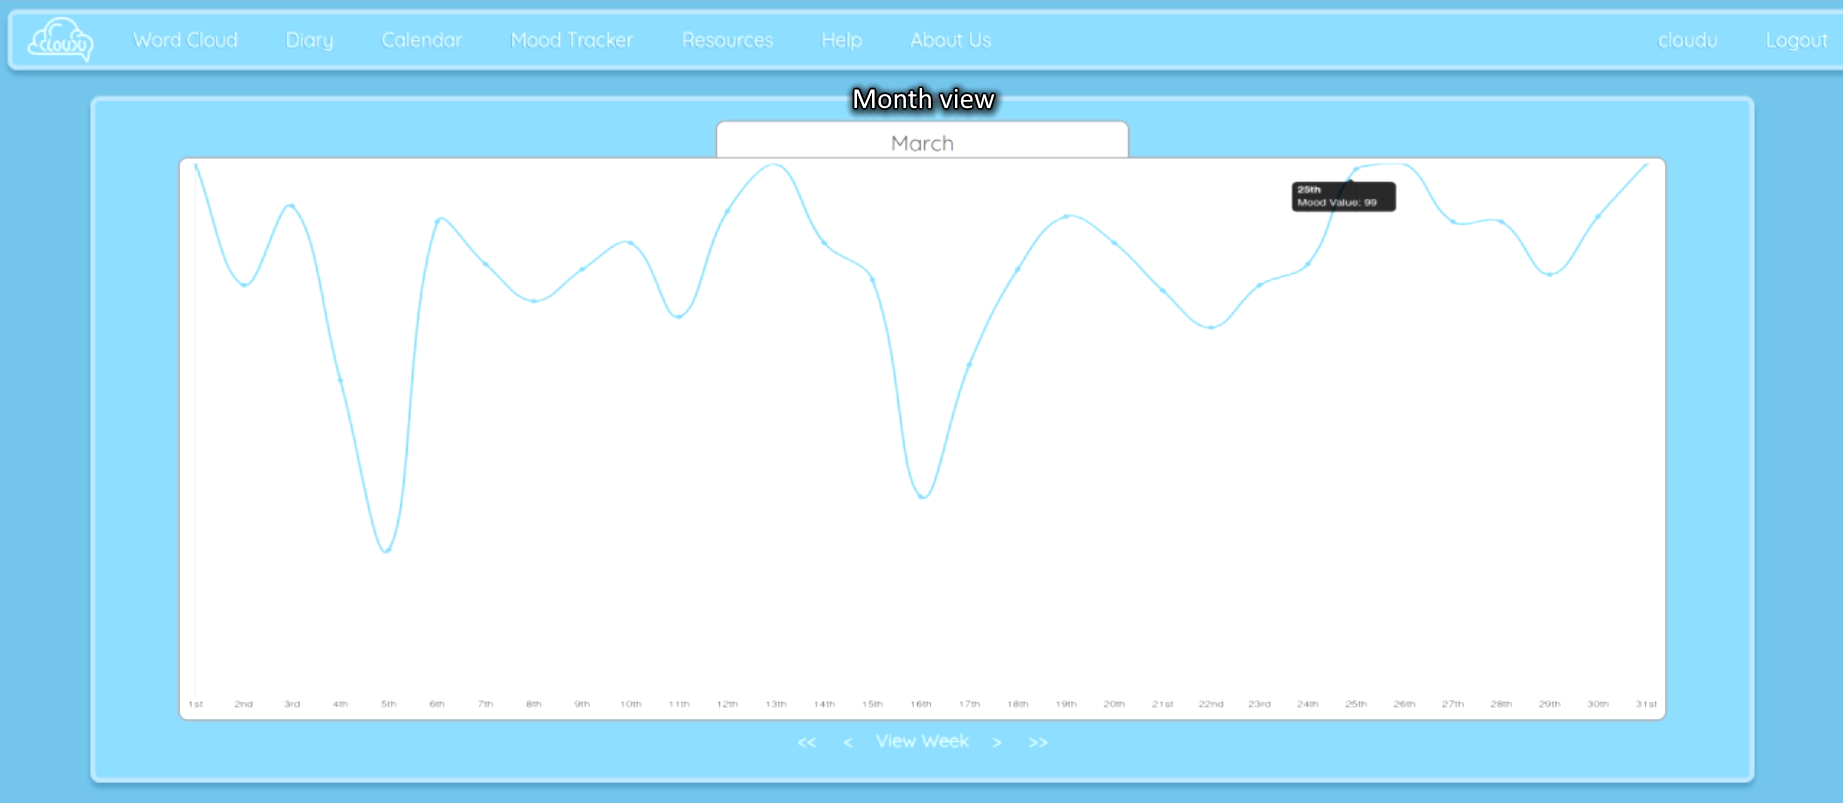 CLOUDU Word Cloud Diary Calendar Mood Tracker Resources Help About Us cloudu Logout
Month view
March
25th
Mood Value: 99
1st 2nd 3rd 4th 5th 6th 7th 8th 9th 10th 11th 12th 13th 14th 15th 16th 17th 18th 19th 20th 21st 22nd 23rd 24th 25th 26th 27th 28th 29th 30th 31st
<< < View Week > >>